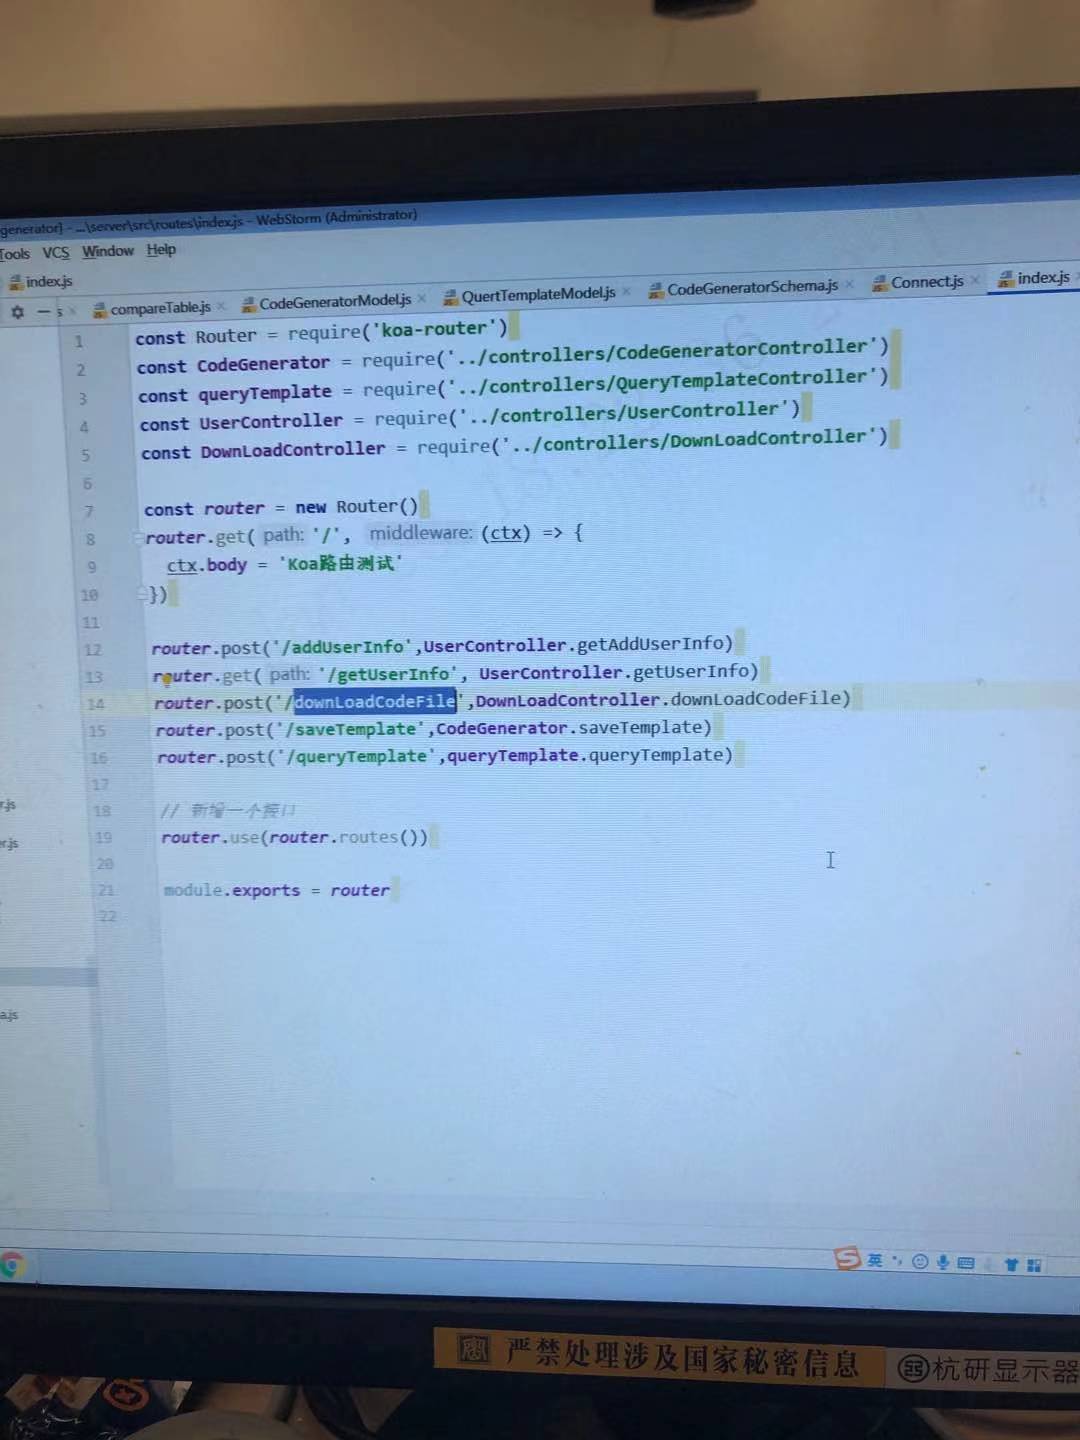 generator] - ...\server\src\routes\index.js - WebStorm (Administrator)
Tools VCS Window Help
index.js
s compareTable.js CodeGeneratorModel.js QuertTemplateModel.js CodeGeneratorSchema.js Connect.js index.js
1 const Router = require('koa-router')
2 const CodeGenerator = require('../controllers/CodeGeneratorController')
3 const queryTemplate = require('../controllers/QueryTemplateController')
4 const UserController = require('../controllers/UserController')
5 const DownLoadController = require('../controllers/DownLoadController')
6
7 const router = new Router()
8 router.get( path: '/', middleware: (ctx) => {
9 ctx.body = 'Koa路由测试'
10 })
11
12 router.post('/addUserInfo',UserController.getAddUserInfo)
13 router.get( path: '/getUserInfo', UserController.getUserInfo)
14 router.post('/downLoadCodeFile',DownLoadController.downLoadCodeFile)
15 router.post('/saveTemplate',CodeGenerator.saveTemplate)
16 router.post('/queryTemplate',queryTemplate.queryTemplate)
17
18 // 新增一个接口
19 router.use(router.routes())
20
21 module.exports = router
22
r.js
er.js
a.js
英
严禁处理涉及国家秘密信息
杭研显示器